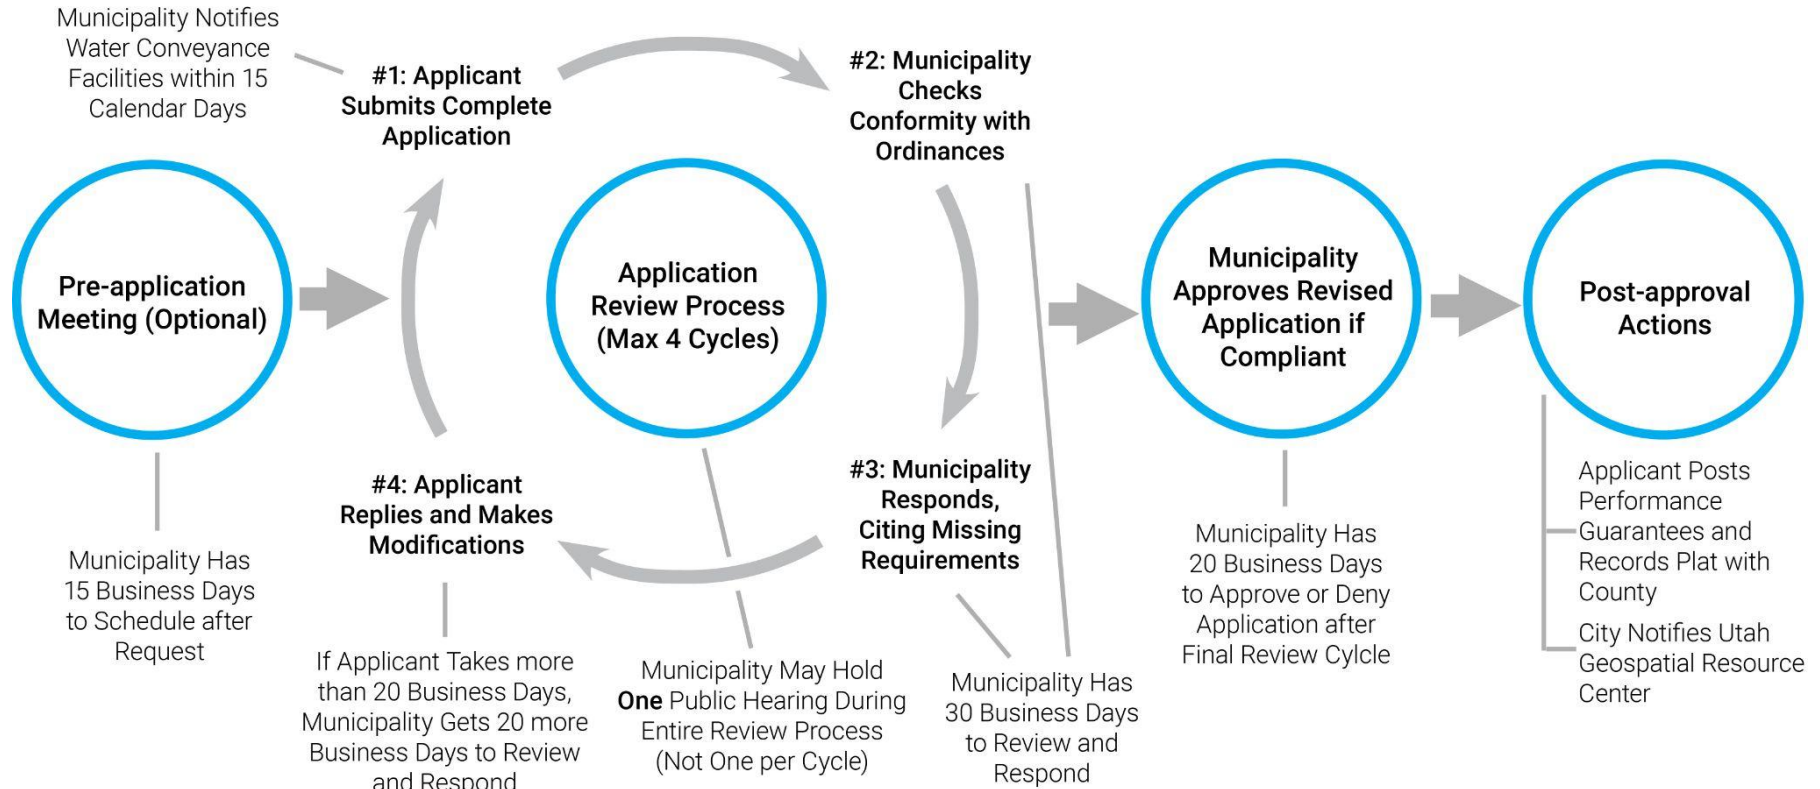 Municipality Notifies
Water Conveyance
Facilities within 15
Calendar Days
#1: Applicant
Submits Complete
Application
#2: Municipality
Checks
Conformity with
Ordinances
Pre-application
Meeting (Optional)
Application
Review Process
(Max 4 Cycles)
Municipality
Approves Revised
Application if
Compliant
Post-approval
Actions
#4: Applicant
Replies and Makes
Modifications
#3: Municipality
Responds,
Citing Missing
Requirements
Municipality Has
15 Business Days
to Schedule after
Request
If Applicant Takes more
than 20 Business Days,
Municipality Gets 20 more
Business Days to Review
and Respond
Municipality May Hold
One Public Hearing During
Entire Review Process
(Not One per Cycle)
Municipality Has
30 Business Days
to Review and
Respond
Municipality Has
20 Business Days
to Approve or Deny
Application after
Final Review Cylcle
Applicant Posts
Performance
Guarantees and
Records Plat with
County
City Notifies Utah
Geospatial Resource
Center